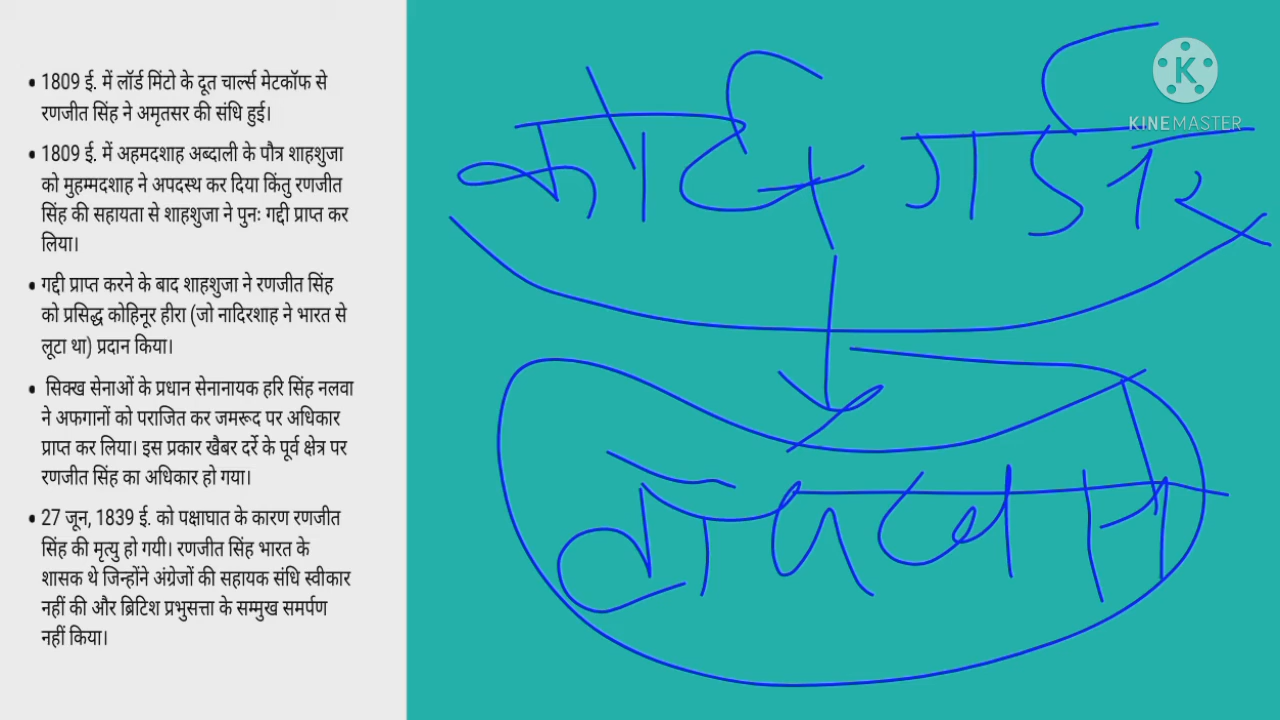 • 1809 ई. में लॉर्ड मिंटो के दूत चार्ल्स मेटकॉफ से
रणजीत सिंह ने अमृतसर की संधि हुई।
• 1809 ई. में अहमदशाह अब्दाली के पौत्र शाहशुजा
को मुहम्मदशाह ने अपदस्थ कर दिया किंतु रणजीत
सिंह की सहायता से शाहशुजा ने पुनः गद्दी प्राप्त कर
लिया।
• गद्दी प्राप्त करने के बाद शाहशुजा ने रणजीत सिंह
को प्रसिद्ध कोहिनूर हीरा (जो नादिरशाह ने भारत से
लूटा था) प्रदान किया।
• सिक्ख सेनाओं के प्रधान सेनानायक हरि सिंह नलवा
ने अफगानों को पराजित कर जमरूद पर अधिकार
प्राप्त कर लिया। इस प्रकार खैबर दर्रे के पूर्व क्षेत्र पर
रणजीत सिंह का अधिकार हो गया।
• 27 जून, 1839 ई. को पक्षाघात के कारण रणजीत
सिंह की मृत्यु हो गयी। रणजीत सिंह भारत के
शासक थे जिन्होंने अंग्रेजों की सहायक संधि स्वीकार
नहीं की और ब्रिटिश प्रभुसत्ता के सम्मुख समर्पण
नहीं किया।
K
KINEMASTER